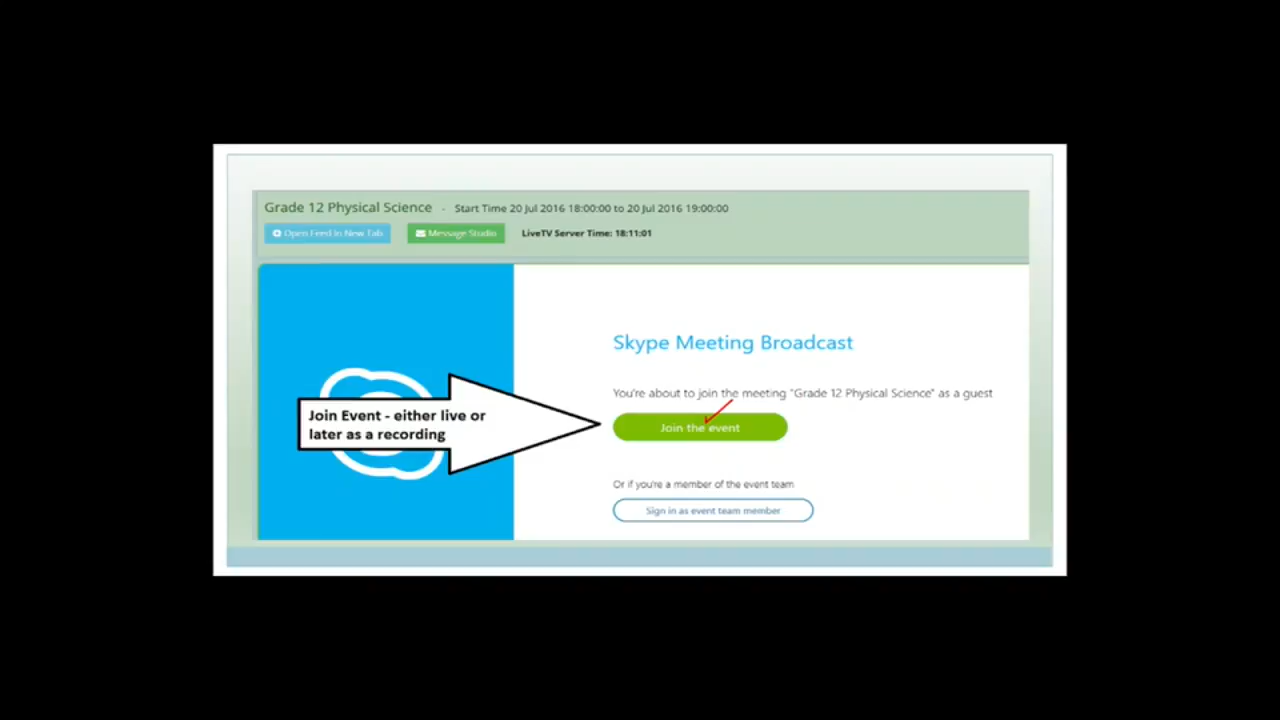 Grade 12 Physical Science - Start Time 20 Jul 2016 18:00:00 to 20 Jul 2016 19:00:00
Open Feed In New Tab Message Studio LiveTV Server Time: 18:11:01
Skype Meeting Broadcast
You're about to join the meeting "Grade 12 Physical Science" as a guest
Join Event - either live or
later as a recording
Join the event
Or if you're a member of the event team
Sign in as event team member